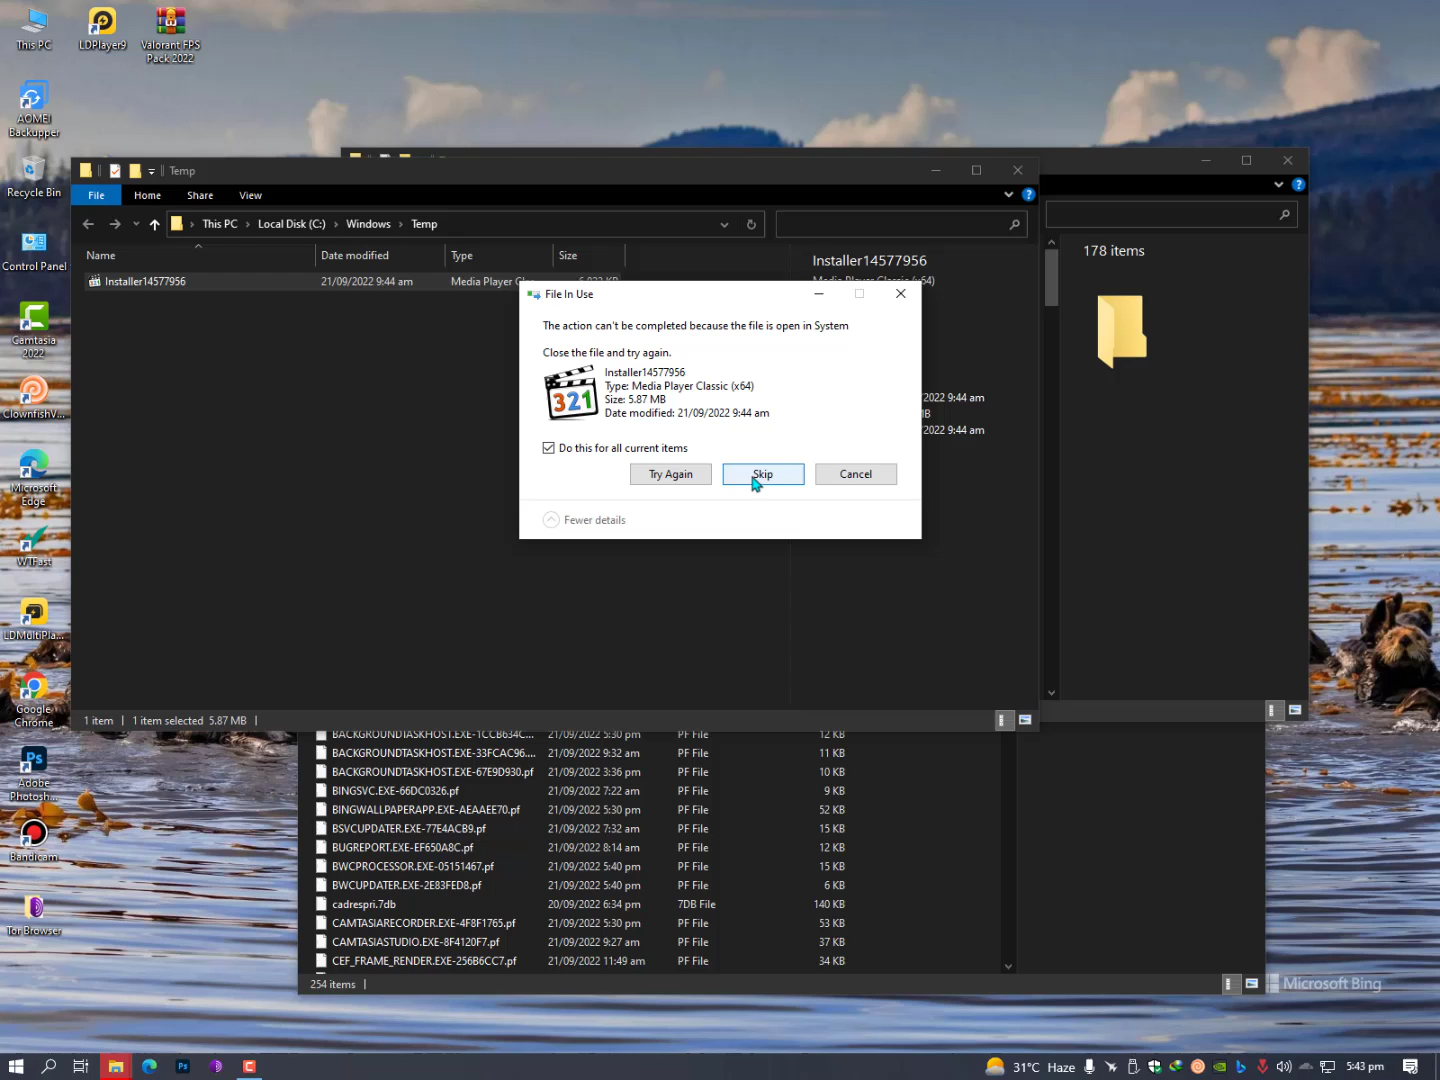 This PC
LDPlayer9
Valorant FPS
Pack 2022
AOMEI
Backupper
Recycle Bin
Control Panel
Camtasia
2022
ClownfishV...
Microsoft
Edge
WTFast
LDMultiPla...
Google
Chrome
Adobe
Photosh...
Bandicam
Tor Browser
Temp
File Home Share View
This PC Local Disk (C:) Windows Temp
Name Date modified Type Size
Installer14577956 21/09/2022 9:44 am Media Player Cl
Installer14577956
1 item 1 item selected 5.87 MB
178 items
2022 9:44 am
2022 9:44 am
File In Use
The action can't be completed because the file is open in System
Close the file and try again.
321
Installer14577956
Type: Media Player Classic (x64)
Size: 5.87 MB
Date modified: 21/09/2022 9:44 am
Do this for all current items
Try Again Skip Cancel
Fewer details
BACKGROUNDTASKHOST.EXE-1CCB634C... 21/09/2022 5:30 pm PF File 12 KB
BACKGROUNDTASKHOST.EXE-33FCAC96.... 21/09/2022 9:32 am PF File 11 KB
BACKGROUNDTASKHOST.EXE-67E9D930.pf 21/09/2022 3:36 pm PF File 10 KB
BINGSVC.EXE-66DC0326.pf 21/09/2022 7:22 am PF File 9 KB
BINGWALLPAPERAPP.EXE-AEAAEE70.pf 21/09/2022 5:30 pm PF File 52 KB
BSVCUPDATER.EXE-77E4ACB9.pf 21/09/2022 7:32 am PF File 15 KB
BUGREPORT.EXE-EF650A8C.pf 21/09/2022 8:14 am PF File 12 KB
BWCPROCESSOR.EXE-05151467.pf 21/09/2022 5:40 pm PF File 15 KB
BWCUPDATER.EXE-2E83FED8.pf 21/09/2022 5:40 pm PF File 6 KB
cadrespri.7db 20/09/2022 6:34 pm 7DB File 140 KB
CAMTASIARECORDER.EXE-4F8F1765.pf 21/09/2022 5:30 pm PF File 53 KB
CAMTASIASTUDIO.EXE-8F4120F7.pf 21/09/2022 9:27 am PF File 37 KB
CEF_FRAME_RENDER.EXE-256B6CC7.pf 21/09/2022 11:49 am PF File 34 KB
254 items
Microsoft Bing
31°C Haze 5:43 pm